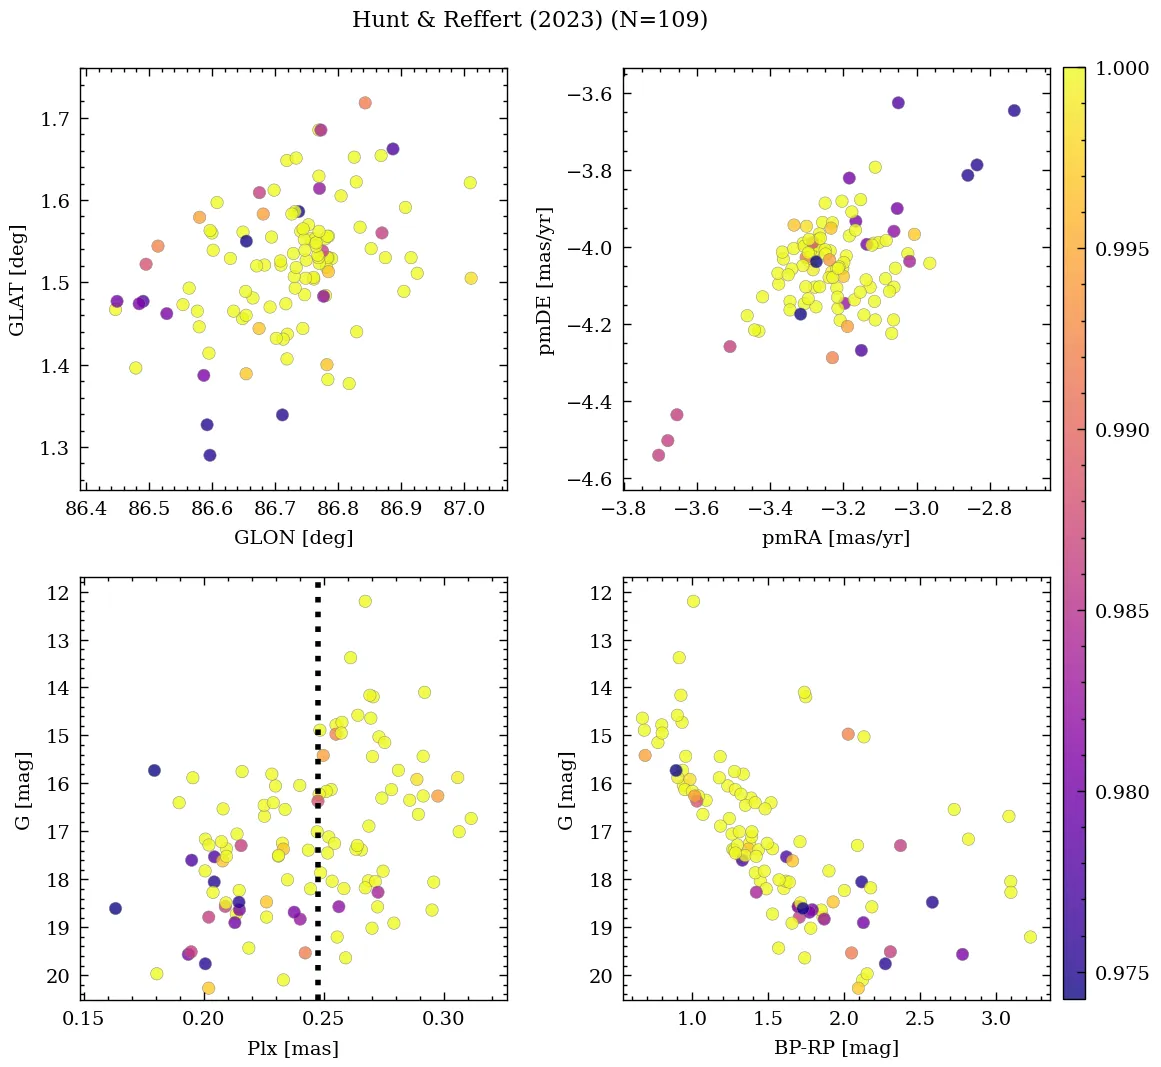 Hunt & Reffert (2023) (N=109)
1.7
1.6
1.5
1.4
1.3
GLAT [deg]
86.4 86.5 86.6 86.7 86.8 86.9 87.0
GLON [deg]
−3.6
−3.8
−4.0
−4.2
−4.4
−4.6
pmDE [mas/yr]
−3.8 −3.6 −3.4 −3.2 −3.0 −2.8
pmRA [mas/yr]
1.000
0.995
0.990
0.985
0.980
0.975
12
13
14
15
16
17
18
19
20
G [mag]
0.15 0.20 0.25 0.30
Plx [mas]
12
13
14
15
16
17
18
19
20
G [mag]
1.0 1.5 2.0 2.5 3.0
BP-RP [mag]